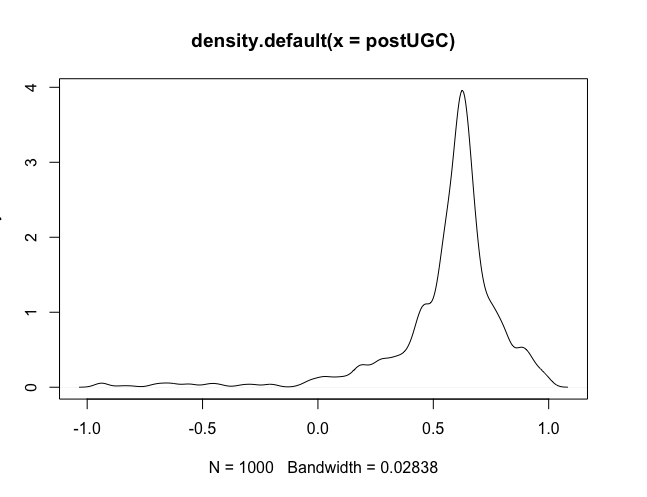 density.default(x = postUGC)
4
3
2
1
0
-1.0 -0.5 0.0 0.5 1.0
N = 1000 Bandwidth = 0.02838